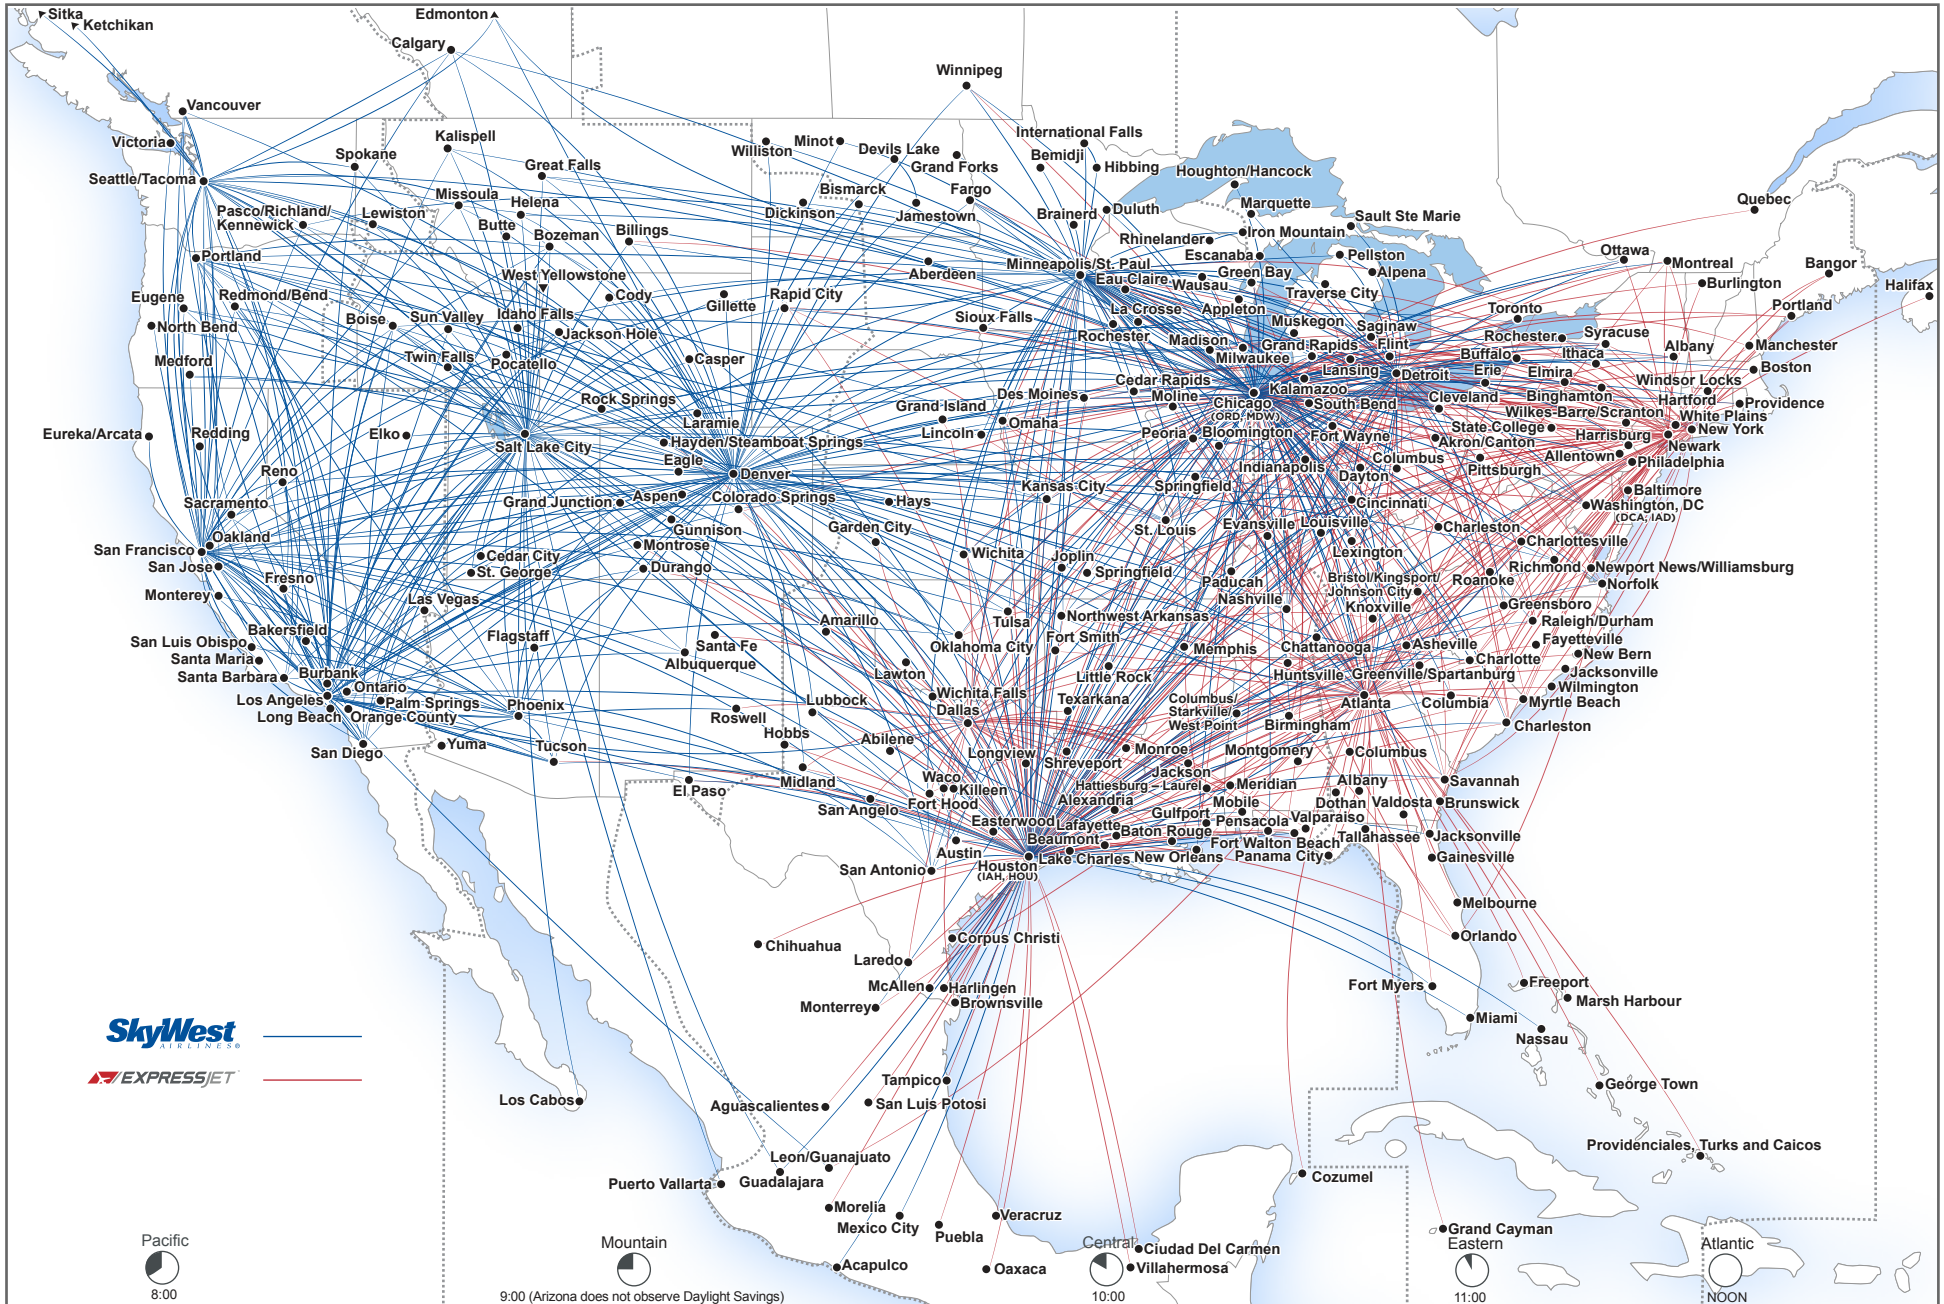 Sitka
Ketchikan
Edmonton
Calgary
Vancouver
Victoria
Seattle/Tacoma
Spokane
Kalispell
Great Falls
Missoula
Helena
Pasco/Richland/
Kennewick
Lewiston
Butte
Bozeman
Billings
Portland
West Yellowstone
Eugene
Redmond/Bend
Cody
Gillette
Rapid City
North Bend
Boise
Sun Valley
Idaho Falls
Jackson Hole
Medford
Twin Falls
Pocatello
Casper
Rock Springs
Laramie
Eureka/Arcata
Redding
Elko
Salt Lake City
Hayden/Steamboat Springs
Eagle
Denver
Reno
Sacramento
Grand Junction
Aspen
Colorado Springs
Gunnison
Oakland
San Francisco
San Jose
Montrose
Durango
Cedar City
St. George
Fresno
Monterey
Las Vegas
Bakersfield
San Luis Obispo
Santa Maria
Santa Barbara
Burbank
Ontario
Los Angeles
Palm Springs
Long Beach
Orange County
San Diego
Flagstaff
Phoenix
Yuma
Tucson
Santa Fe
Albuquerque
Roswell
Hobbs
El Paso
Winnipeg
Williston
Minot
Devils Lake
Grand Forks
International Falls
Bemidji
Hibbing
Bismarck
Fargo
Dickinson
Jamestown
Brainerd
Duluth
Houghton/Hancock
Marquette
Sault Ste Marie
Rhinelander
Iron Mountain
Minneapolis/St- Paul
Escanaba
Pellston
Aberdeen
Eau Claire
Wausau
Green Bay
Alpena
Traverse City
Sioux Falls
La Crosse
Appleton
Rochester
Muskegon
Saginaw
Madison
Grand Rapids
Flint
Milwaukee
Lansing
Cedar Rapids
Kalamazoo
Detroit
Des Moines
Moline
Chicago
(ORD, MDW)
South Bend
Grand Island
Lincoln
Omaha
Peoria
Bloomington
Fort Wayne
Indianapolis
Springfield
Dayton
Columbus
Kansas City
Hays
Garden City
St. Louis
Evansville
Louisville
Cincinnati
Lexington
Wichita
Joplin
Springfield
Paducah
Nashville
Bristol/Kingsport/
Johnson City
Knoxville
Quebec
Ottawa
Montreal
Burlington
Bangor
Halifax
Portland
Toronto
Rochester
Syracuse
Albany
Manchester
Buffalo
Ithaca
Boston
Erie
Elmira
Windsor Locks
Cleveland
Binghamton
Hartford
Providence
Wilkes-Barre/Scranton
White Plains
State College
New York
Harrisburg
Akron/Canton
Newark
Allentown
Philadelphia
Pittsburgh
Baltimore
Washington, DC
(DCA, IAD)
Charleston
Charlottesville
Richmond
Newport News/Williamsburg
Roanoke
Norfolk
Greensboro
Raleigh/Durham
Fayetteville
New Bern
Asheville
Charlotte
Jacksonville
Greenville/Spartanburg
Wilmington
Myrtle Beach
Columbia
Charleston
Amarillo
Tulsa
Northwest Arkansas
Oklahoma City
Fort Smith
Memphis
Chattanooga
Lawton
Little Rock
Huntsville
Lubbock
Wichita Falls
Dallas
Texarkana
Columbus/
Starkville/
West Point
Birmingham
Atlanta
Abilene
Longview
Shreveport
Monroe
Montgomery
Columbus
Midland
Jackson
Waco
Killeen
Fort Hood
Hattiesburg – Laurel
Meridian
Albany
Savannah
San Angelo
Alexandria
Mobile
Dothan
Valdosta
Brunswick
Easterwood
Lafayette
Gulfport
Pensacola
Valparaiso
Beaumont
Baton Rouge
Tallahassee
Jacksonville
Austin
Fort Walton Beach
San Antonio
Houston
(IAH, HOU)
Lake Charles
New Orleans
Panama City
Gainesville
Melbourne
Orlando
Chihuahua
Corpus Christi
Laredo
McAllen
Harlingen
Monterrey
Brownsville
Fort Myers
Freeport
Marsh Harbour
Miami
Nassau
SkyWest
AIRLINES®
EXPRESSJET
George Town
Los Cabos
Tampico
Aguascalientes
San Luis Potosi
Providenciales, Turks and Caicos
Leon/Guanajuato
Puerto Vallarta
Guadalajara
Cozumel
Morelia
Mexico City
Puebla
Veracruz
Grand Cayman
Ciudad Del Carmen
Acapulco
Oaxaca
Villahermosa
Pacific
Mountain
Central
Eastern
Atlantic
8:00
9:00 (Arizona does not observe Daylight Savings)
10:00
11:00
NOON